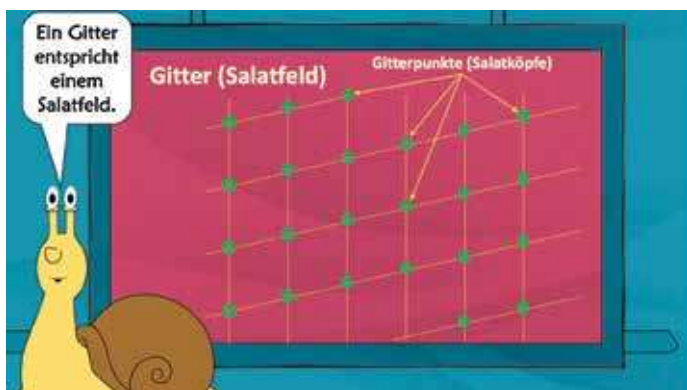 Ein Gitter
entspricht
einem
Salatfeld.
Gitter (Salatfeld)
Gitterpunkte (Salatköpfe)